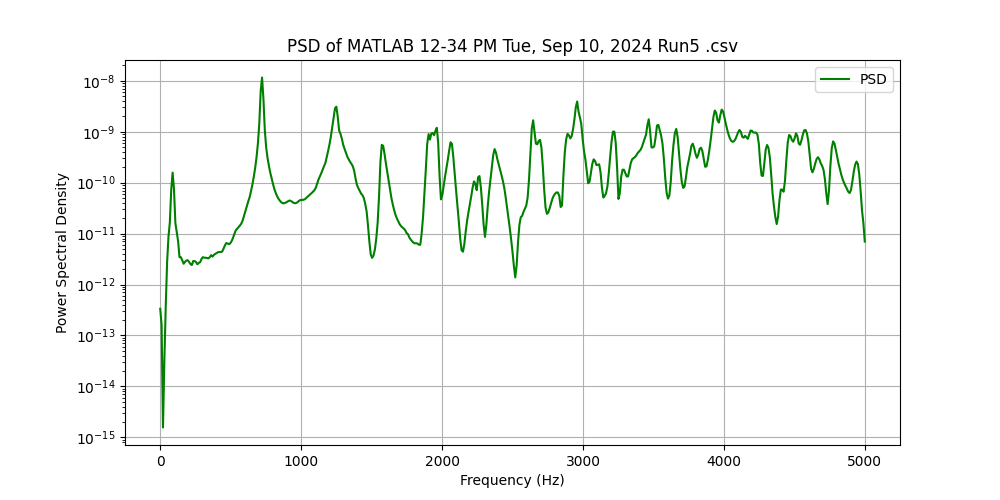 PSD of MATLAB 12-34 PM Tue, Sep 10, 2024 Run5 .csv
PSD
Power Spectral Density
10⁻⁸
10⁻⁹
10⁻¹⁰
10⁻¹¹
10⁻¹²
10⁻¹³
10⁻¹⁴
10⁻¹⁵
0 1000 2000 3000 4000 5000
Frequency (Hz)